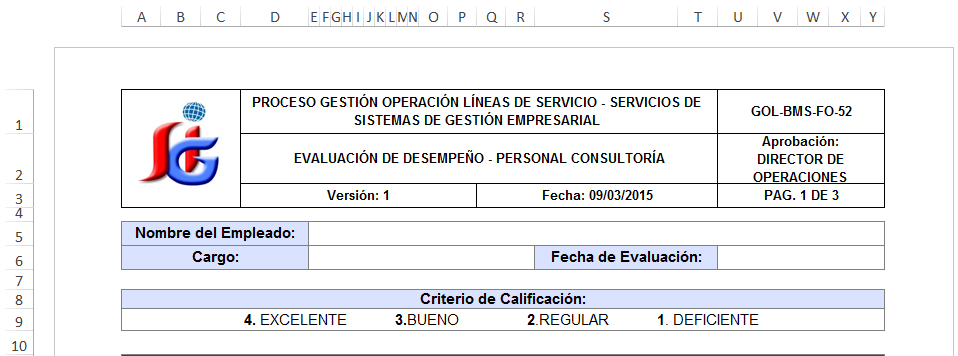 A B C D E F G H I J K L M N O P Q R S T U V W X Y
1
PROCESO GESTIÓN OPERACIÓN LÍNEAS DE SERVICIO - SERVICIOS DE
SISTEMAS DE GESTIÓN EMPRESARIAL
GOL-BMS-FO-52
2
EVALUACIÓN DE DESEMPEÑO - PERSONAL CONSULTORÍA
Aprobación:
DIRECTOR DE
OPERACIONES
3
Versión: 1
Fecha: 09/03/2015
PAG. 1 DE 3
4
5
Nombre del Empleado:
6
Cargo:
Fecha de Evaluación:
7
8
Criterio de Calificación:
9
4. EXCELENTE 3.BUENO 2.REGULAR 1. DEFICIENTE
10